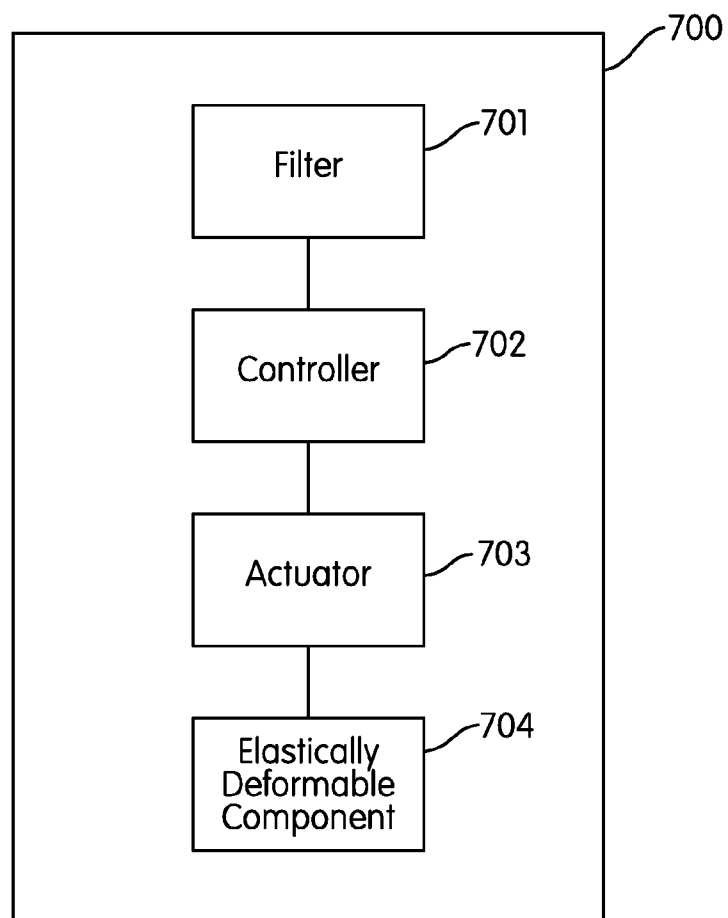 700
701
Filter
702
Controller
703
Actuator
704
Elastically
Deformable
Component